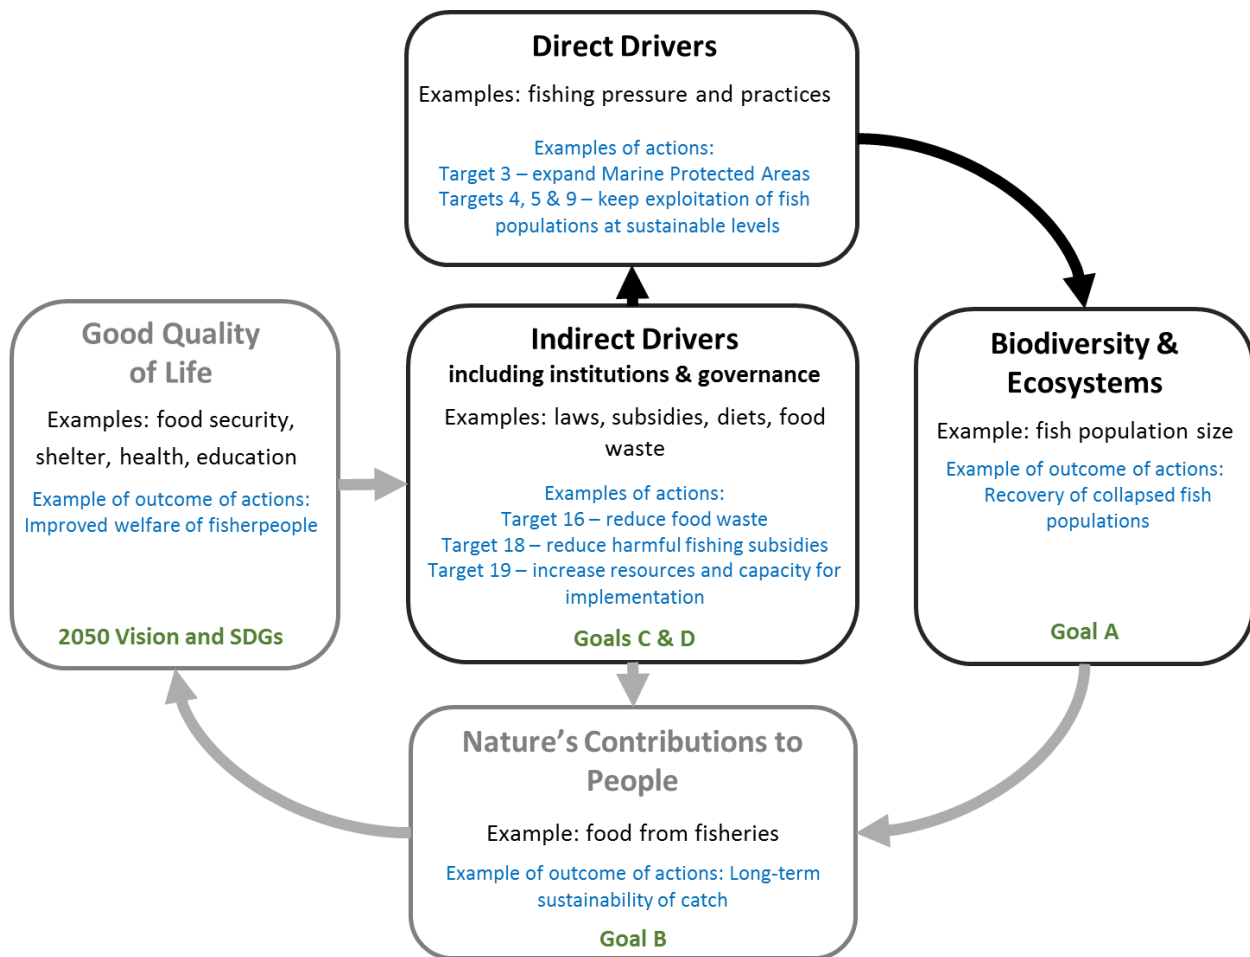 Direct Drivers
Examples: fishing pressure and practices
Examples of actions:
Target 3 – expand Marine Protected Areas
Targets 4, 5 & 9 – keep exploitation of fish
populations at sustainable levels
Good Quality
of Life
Examples: food security,
shelter, health, education
Example of outcome of actions:
Improved welfare of fisherpeople
2050 Vision and SDGs
Indirect Drivers
including institutions & governance
Examples: laws, subsidies, diets, food
waste
Examples of actions:
Target 16 – reduce food waste
Target 18 – reduce harmful fishing subsidies
Target 19 – increase resources and capacity for
implementation
Goals C & D
Biodiversity &
Ecosystems
Example: fish population size
Example of outcome of actions:
Recovery of collapsed fish
populations
Goal A
Nature’s Contributions to
People
Example: food from fisheries
Example of outcome of actions: Long-term
sustainability of catch
Goal B